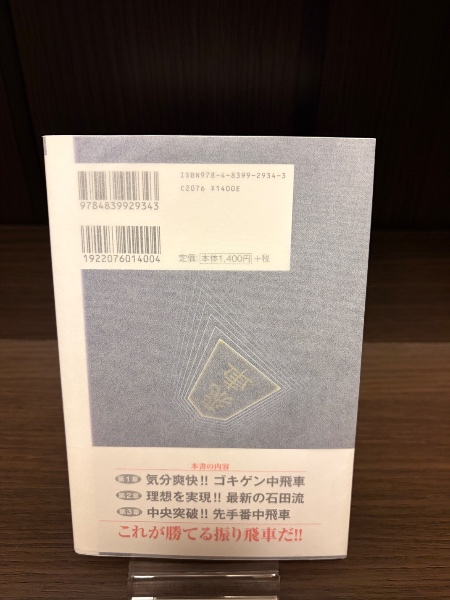 ISBN978-4-8399-2934-3
C2076 ¥1400E
9784839929343
1922076014004
定価:本体1,400円+税
飛車
本書の内容
第1章 気分爽快!! ゴキゲン中飛車
第2章 理想を実現!! 最新の石田流
第3章 中央突破!! 先手番中飛車
これが勝てる振り飛車だ!!